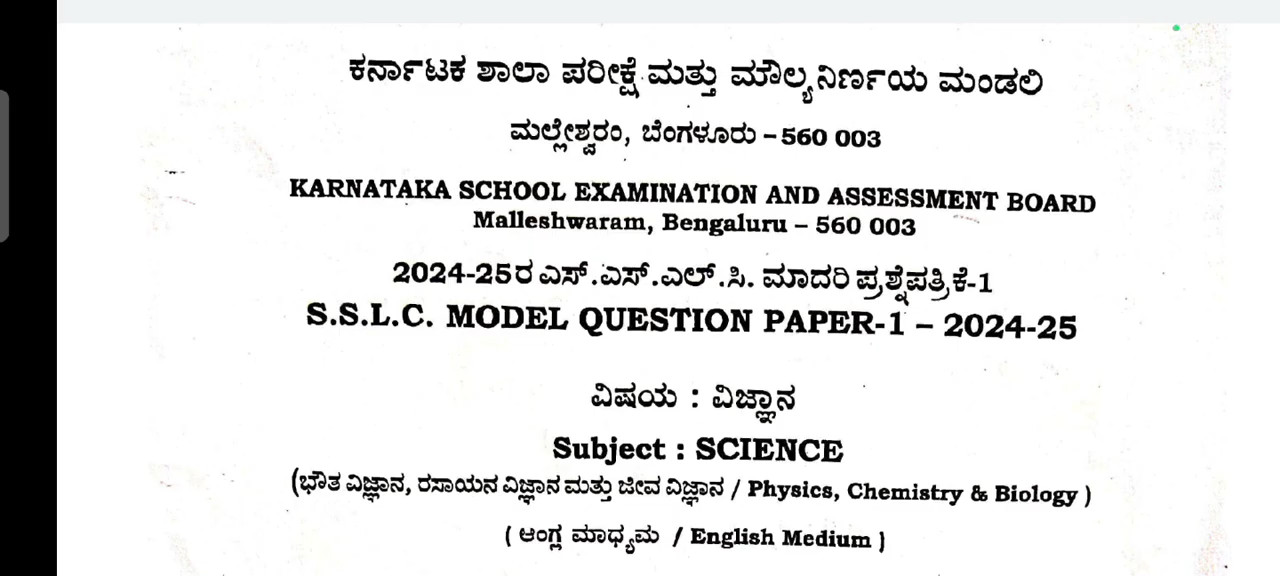 ಕರ್ನಾಟಕ ಶಾಲಾ ಪರೀಕ್ಷೆ ಮತ್ತು ಮೌಲ್ಯನಿರ್ಣಯ ಮಂಡಲಿ
ಮಲ್ಲೇಶ್ವರಂ, ಬೆಂಗಳೂರು – 560 003
KARNATAKA SCHOOL EXAMINATION AND ASSESSMENT BOARD
Malleshwaram, Bengaluru – 560 003
2024-25ರ ಎಸ್.ಎಸ್.ಎಲ್.ಸಿ. ಮಾದರಿ ಪ್ರಶ್ನೆಪತ್ರಿಕೆ-1
S.S.L.C. MODEL QUESTION PAPER-1 – 2024-25
ವಿಷಯ : ವಿಜ್ಞಾನ
Subject : SCIENCE
(ಭೌತ ವಿಜ್ಞಾನ, ರಸಾಯನ ವಿಜ್ಞಾನ ಮತ್ತು ಜೀವ ವಿಜ್ಞಾನ / Physics, Chemistry & Biology )
( ಆಂಗ್ಲ ಮಾಧ್ಯಮ / English Medium )